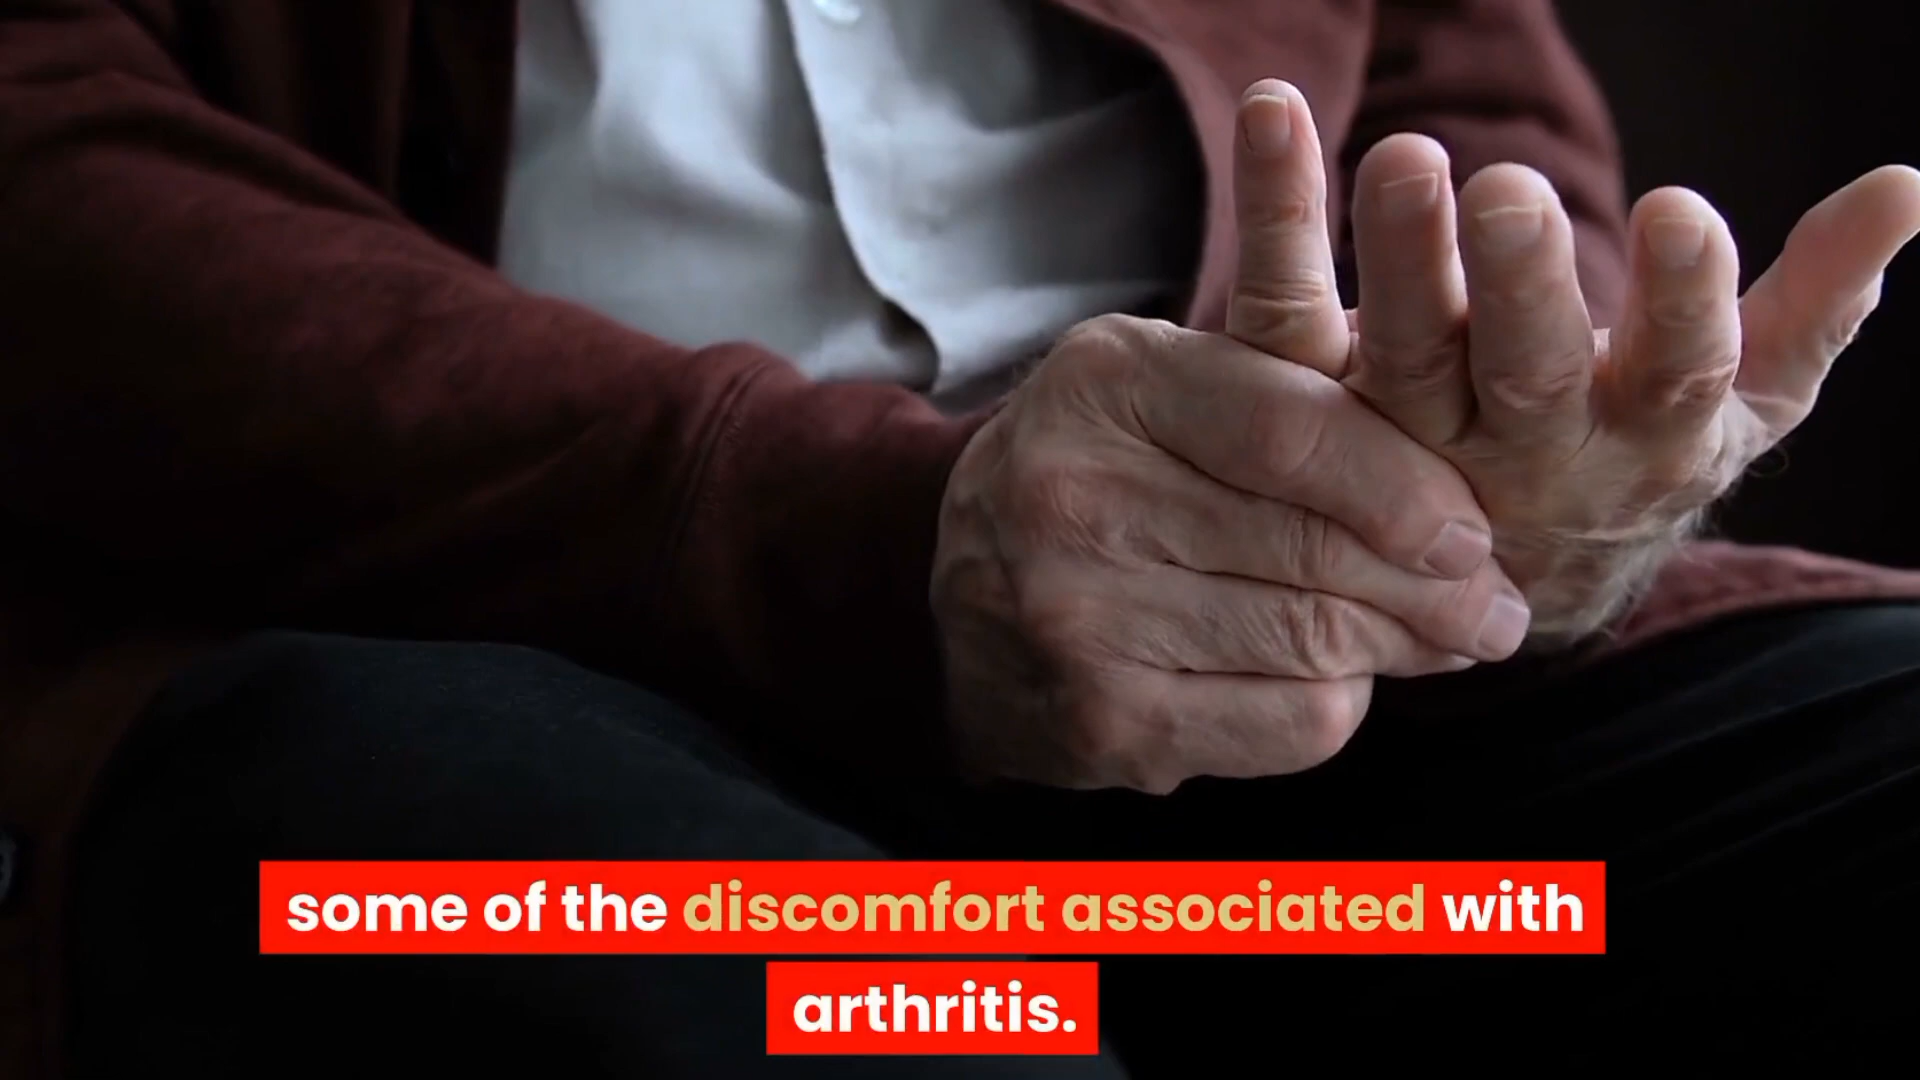 some of the discomfort associated with
arthritis.